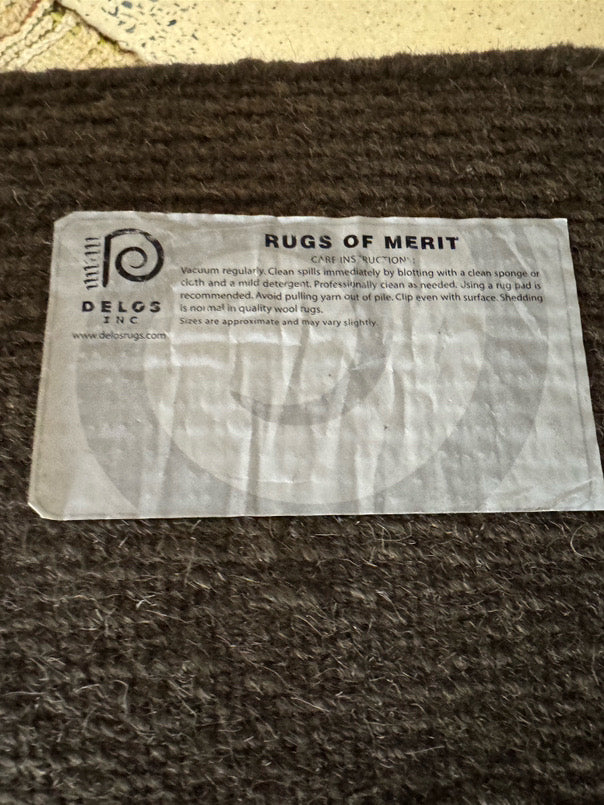 RUGS OF MERIT
CARE INSTRUCTIONS:
Vacuum regularly. Clean spills immediately by blotting with a clean sponge or
cloth and a mild detergent. Professionally clean as needed. Using a rug pad is
recommended. Avoid pulling yarn out of pile. Clip even with surface. Shedding
is normal in quality wool rugs.
Sizes are approximate and may vary slightly.
DELOS
INC
www.delosrugs.com